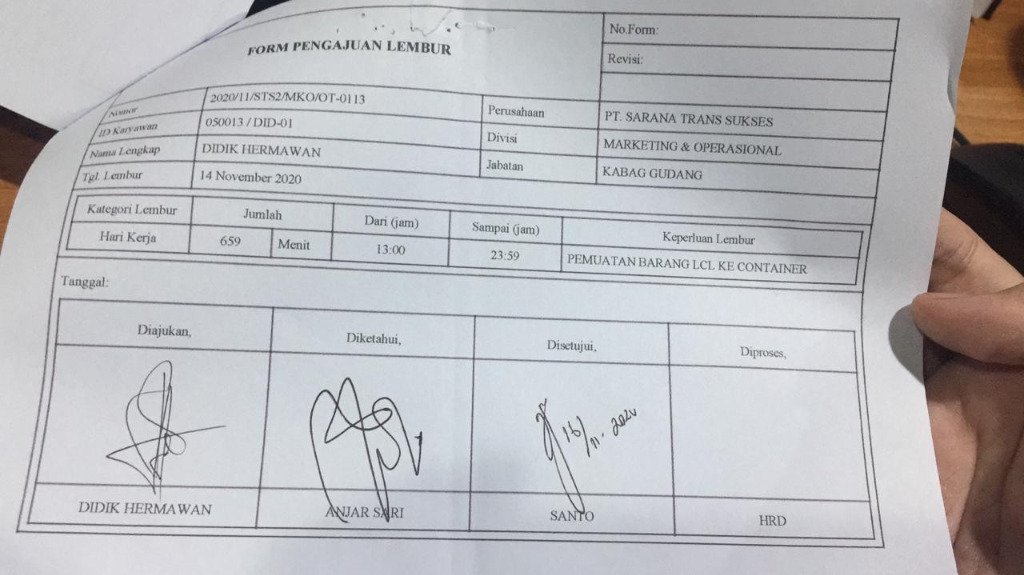 FORM PENGAJUAN LEMBUR
No.Form:
Revisi:
Nomor 2020/11/STS2/MKO/OT-0113 Perusahaan PT. SARANA TRANS SUKSES
ID Karyawan 050013 / DID-01 Divisi MARKETING & OPERASIONAL
Nama Lengkap DIDIK HERMAWAN Jabatan KABAG GUDANG
Tgl. Lembur 14 November 2020
Kategori Lembur Jumlah Dari (jam) Sampai (jam) Keperluan Lembur
Hari Kerja 659 Menit 13:00 23:59 PEMUATAN BARANG LCL KE CONTAINER
Tanggal:
Diajukan, Diketahui, Disetujui, Diproses,
16/11-2020
DIDIK HERMAWAN ANJAR SARI SANTO HRD